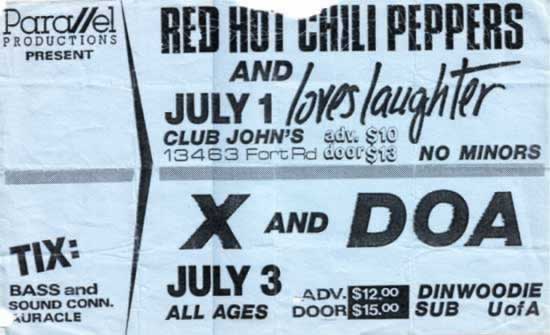 Parallel
PRODUCTIONS
PRESENT
RED HOT CHILI PEPPERS
AND
loves laughter
JULY 1
CLUB JOHN'S adv. $10
13463 Fort Rd door $13 NO MINORS
X AND DOA
JULY 3
ALL AGES
ADV. $12.00
DOOR $15.00
DINWOODIE
SUB U of A
TIX:
BASS and
SOUND CONN.
AURACLE